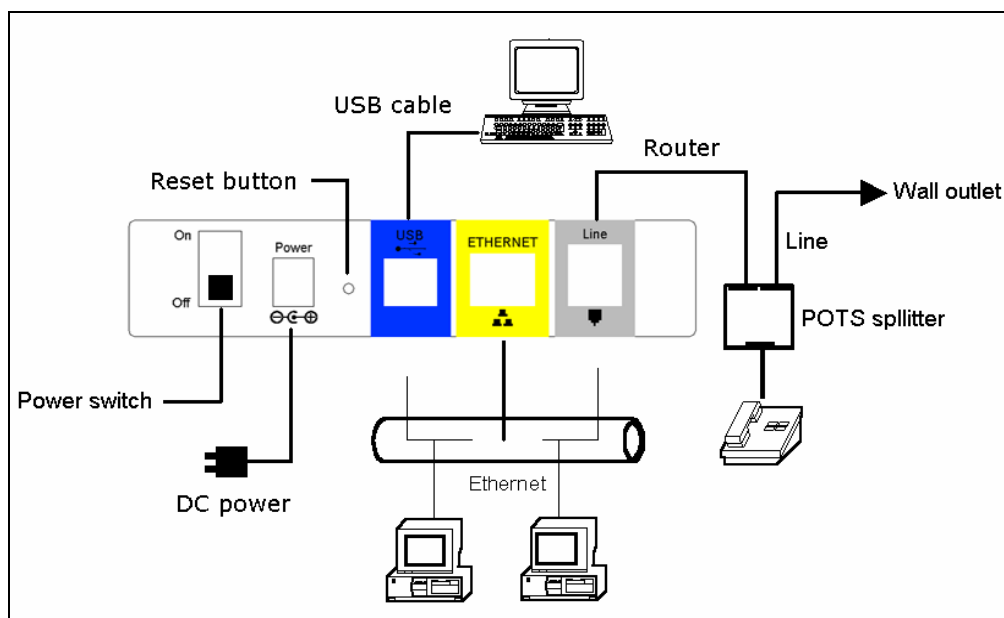 USB cable
Router
Reset button
Wall outlet
On
Power
USB
ETHERNET
Line
Line
Off
POTS spllitter
Power switch
Ethernet
DC power